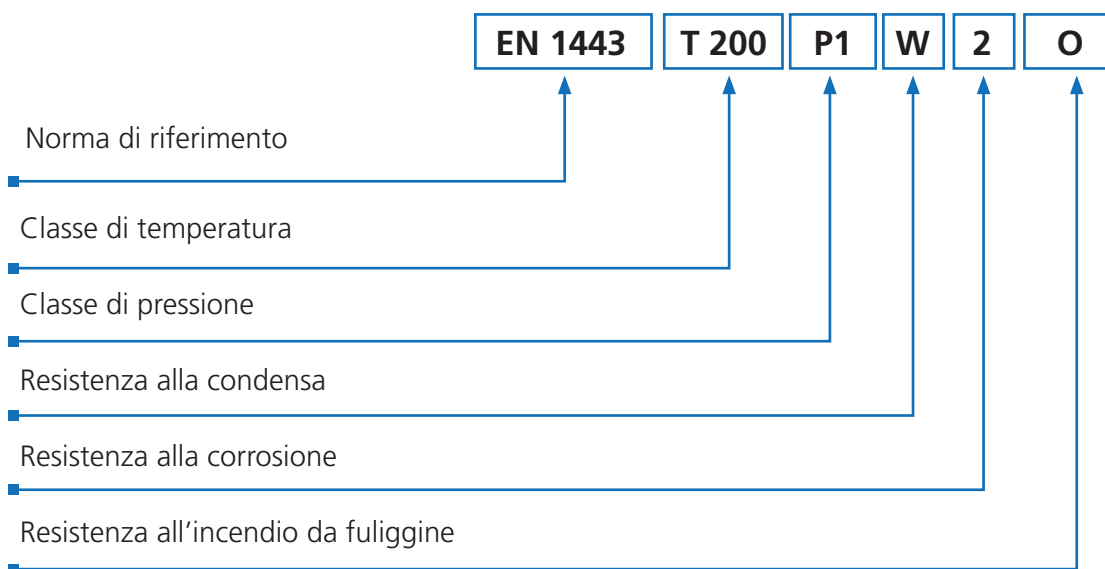 EN 1443 T 200 P1 W 2 O
Norma di riferimento
Classe di temperatura
Classe di pressione
Resistenza alla condensa
Resistenza alla corrosione
Resistenza all’incendio da fuliggine